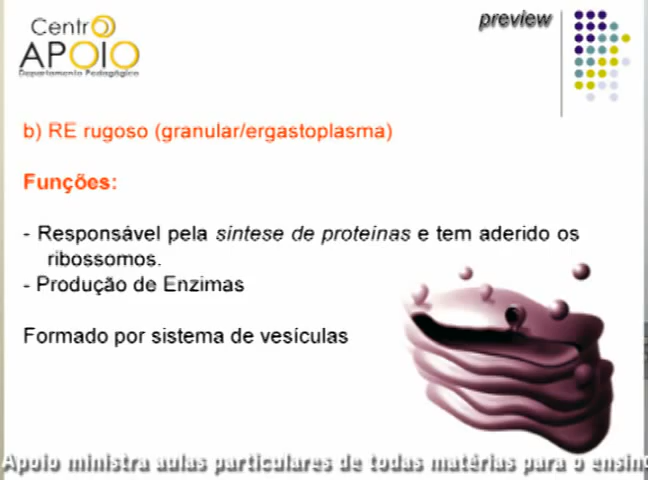 Centro
APOIO
Departamento Pedagógico
preview
b) RE rugoso (granular/ergastoplasma)
Funções:
- Responsável pela síntese de proteínas e tem aderido os
ribossomos.
- Produção de Enzimas
Formado por sistema de vesículas
Apoio ministra aulas particulares de todas matérias para o ensino